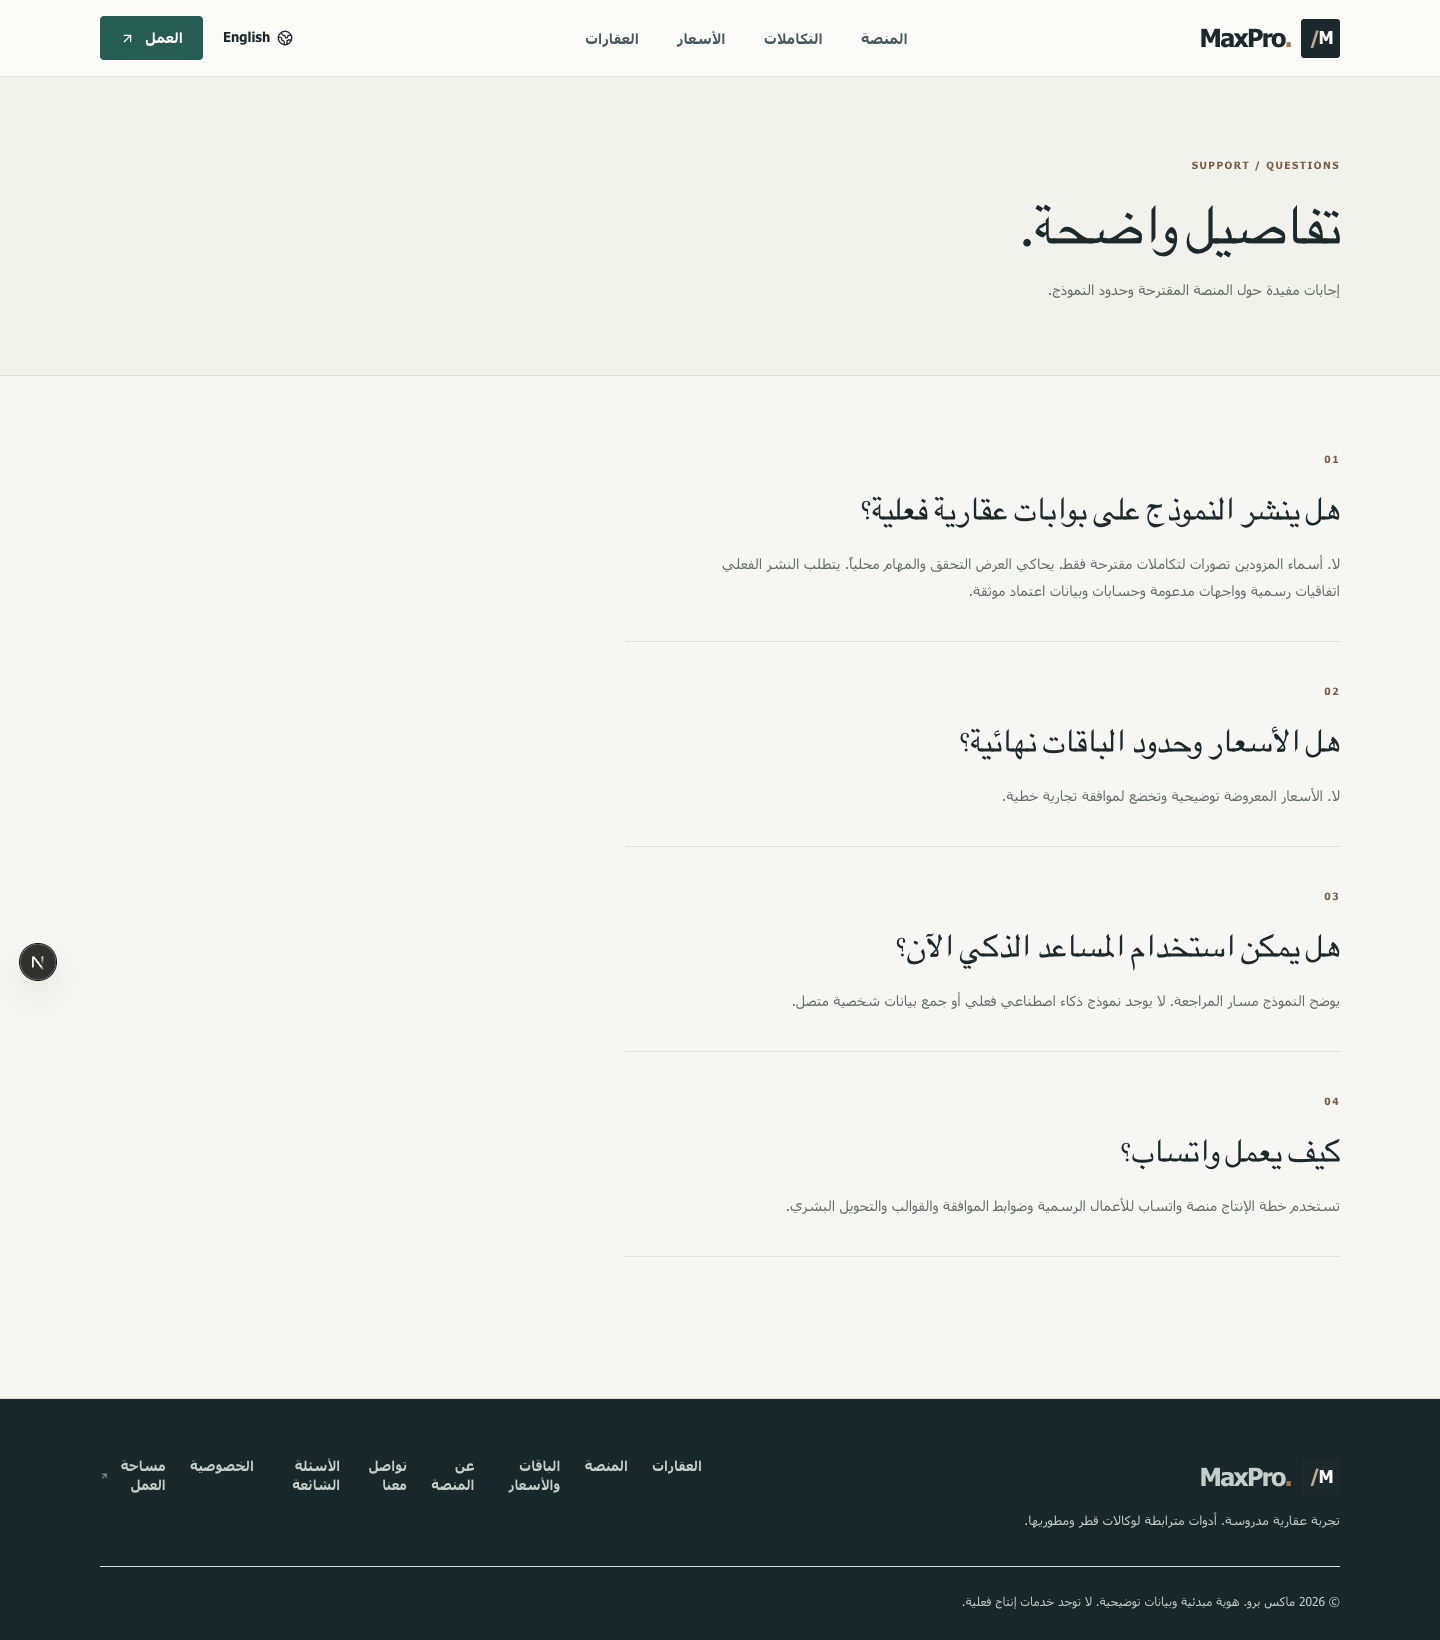 M/ MaxPro.
المنصة
التكاملات
الأسعار
العقارات
English
العمل
SUPPORT / QUESTIONS
تفاصيل واضحة.
إجابات مفيدة حول المنصة المقترحة وحدود النموذج.
01
هل ينشر النموذج على بوابات عقارية فعلية؟
لا. أسماء المزودين تصورات لتكاملات مقترحة فقط. يحاكي العرض التحقق والمهام محلياً. يتطلب النشر الفعلي
اتفاقيات رسمية وواجهات مدعومة وحسابات وبيانات اعتماد موثقة.
02
هل الأسعار وحدود الباقات نهائية؟
لا. الأسعار المعروضة توضيحية وتخضع لموافقة تجارية خطية.
03
هل يمكن استخدام المساعد الذكي الآن؟
يوضح النموذج مسار المراجعة. لا يوجد نموذج ذكاء اصطناعي فعلي أو جمع بيانات شخصية متصل.
04
كيف يعمل واتساب؟
تستخدم خطة الإنتاج منصة واتساب للأعمال الرسمية وضوابط الموافقة والقوالب والتحويل البشري.
N
M/ MaxPro.
تجربة عقارية مدروسة. أدوات مترابطة لوكالات قطر ومطوريها.
العقارات
المنصة
الباقات
والأسعار
عن
المنصة
تواصل
معنا
الأسئلة
الشائعة
الخصوصية
مساحة
العمل
© 2026 ماكس برو. هوية مبدئية وبيانات توضيحية. لا توجد خدمات إنتاج فعلية.